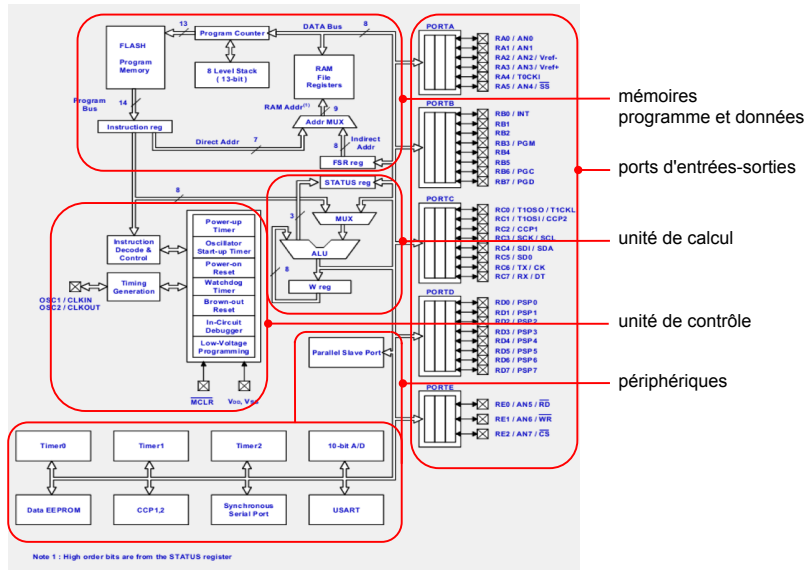 13
Program Counter
DATA Bus
8
FLASH
Program
Memory
8 Level Stack
( 13-bit )
RAM
File
Registers
Program
Bus
14
RAM Addr(1)
9
Addr MUX
Instruction reg
Direct Addr
7
8
Indirect
Addr
FSR reg
8
STATUS reg
3
MUX
ALU
8
W reg
Instruction
Decode &
Control
Timing
Generation
OSC1 / CLKIN
OSC2 / CLKOUT
Power-up
Timer
Oscillator
Start-up Timer
Power-on
Reset
Watchdog
Timer
Brown-out
Reset
In-Circuit
Debugger
Low-Voltage
Programming
MCLR
VDD, VSS
Parallel Slave Port
Timer0
Timer1
Timer2
10-bit A/D
Data EEPROM
CCP1,2
Synchronous
Serial Port
USART
PORTA
RA0 / AN0
RA1 / AN1
RA2 / AN2 / Vref-
RA3 / AN3 / Vref+
RA4 / T0CKI
RA5 / AN4 / SS
PORTB
RB0 / INT
RB1
RB2
RB3 / PGM
RB4
RB5
RB6 / PGC
RB7 / PGD
PORTC
RC0 / T1OSO / T1CKL
RC1 / T1OSI / CCP2
RC2 / CCP1
RC3 / SCK / SCL
RC4 / SDI / SDA
RC5 / SD0
RC6 / TX / CK
RC7 / RX / DT
PORTD
RD0 / PSP0
RD1 / PSP1
RD2 / PSP2
RD3 / PSP3
RD4 / PSP4
RD5 / PSP5
RD6 / PSP6
RD7 / PSP7
PORTE
RE0 / AN5 / RD
RE1 / AN6 / WR
RE2 / AN7 / CS
mémoires
programme et données
ports d'entrées-sorties
unité de calcul
unité de contrôle
périphériques
Note 1 : High order bits are from the STATUS register